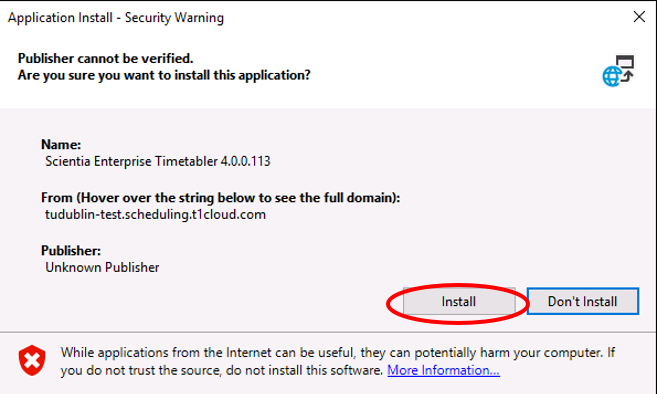 Application Install - Security Warning
Publisher cannot be verified.
Are you sure you want to install this application?
Name:
Scientia Enterprise Timetabler 4.0.0.113
From (Hover over the string below to see the full domain):
tudublin-test.scheduling.t1cloud.com
Publisher:
Unknown Publisher
Install
Don't Install
While applications from the Internet can be useful, they can potentially harm your computer. If
you do not trust the source, do not install this software. More Information...